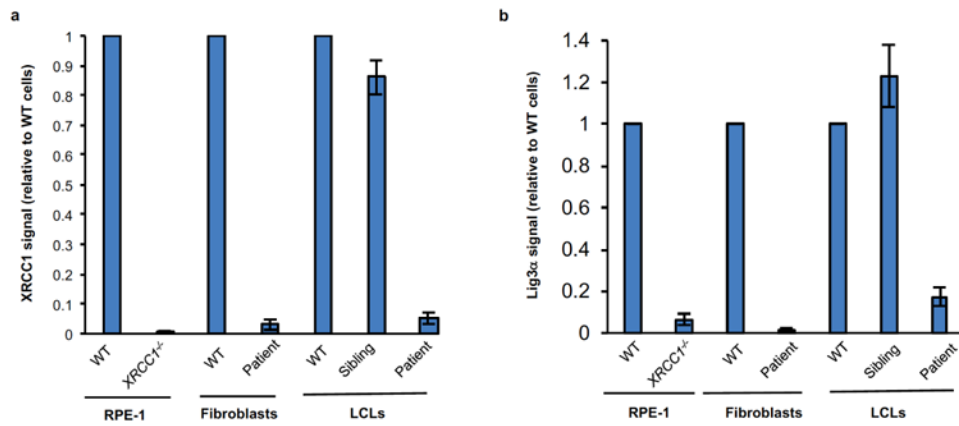 a
XRCC1 signal (relative to WT cells)
1
0.9
0.8
0.7
0.6
0.5
0.4
0.3
0.2
0.1
0
WT
XRCC1-/-
WT
Patient
WT
Sibling
Patient
RPE-1
Fibroblasts
LCLs
b
Lig3α signal (relative to WT cells)
1.4
1.2
1
0.8
0.6
0.4
0.2
0
WT
XRCC1-/-
WT
Patient
WT
Sibling
Patient
RPE-1
Fibroblasts
LCLs